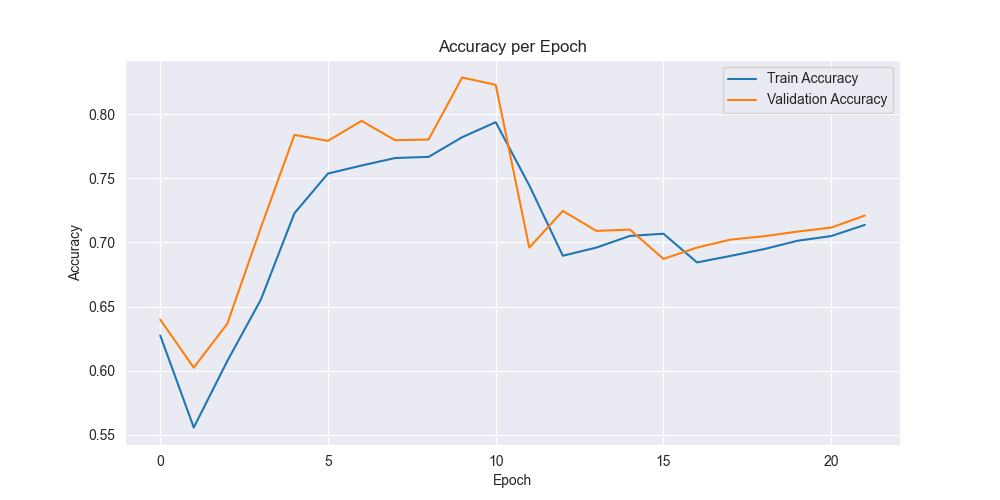 Accuracy per Epoch
Train Accuracy
Validation Accuracy
Accuracy
0.80
0.75
0.70
0.65
0.60
0.55
0 5 10 15 20
Epoch